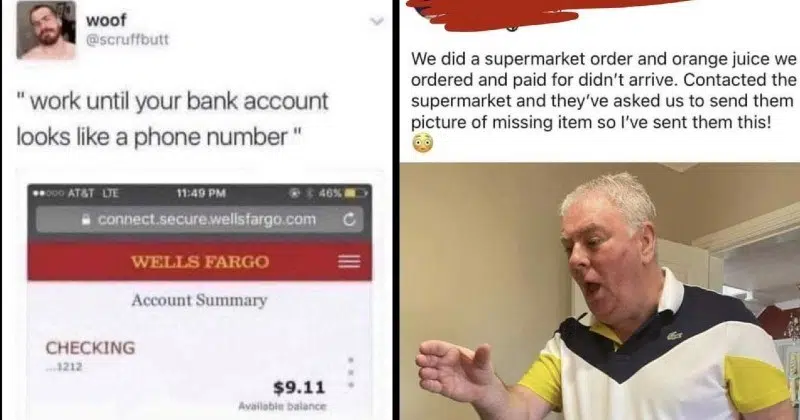 woof
@scruffbutt
" work until your bank account
looks like a phone number "
AT&T LTE 11:49 PM 46%
connect.secure.wellsfargo.com
WELLS FARGO
Account Summary
CHECKING
...1212
$9.11
Available balance
We did a supermarket order and orange juice we
ordered and paid for didn't arrive. Contacted the
supermarket and they've asked us to send them
picture of missing item so I've sent them this!